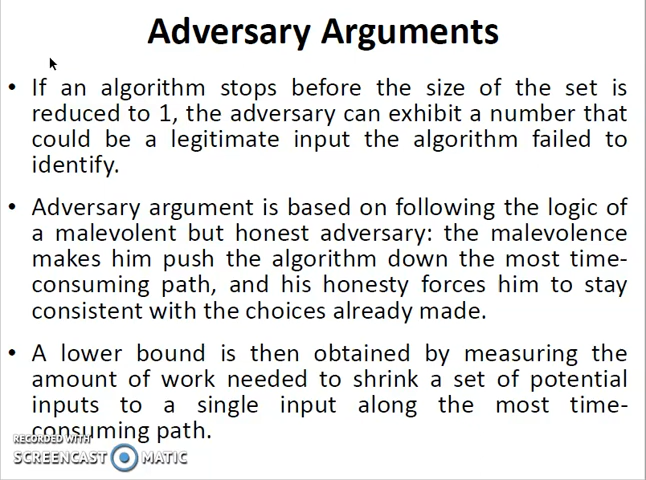 Adversary Arguments
• If an algorithm stops before the size of the set is
reduced to 1, the adversary can exhibit a number that
could be a legitimate input the algorithm failed to
identify.
• Adversary argument is based on following the logic of
a malevolent but honest adversary: the malevolence
makes him push the algorithm down the most time-
consuming path, and his honesty forces him to stay
consistent with the choices already made.
• A lower bound is then obtained by measuring the
amount of work needed to shrink a set of potential
inputs to a single input along the most time-
consuming path.
RECORDED WITH
SCREENCAST MATIC